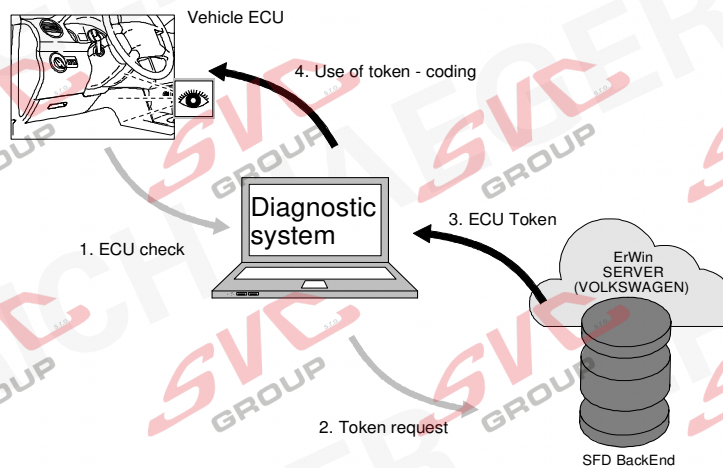 Vehicle ECU
4. Use of token - coding
Diagnostic
system
3. ECU Token
1. ECU check
ErWin
SERVER
(VOLKSWAGEN)
2. Token request
SFD BackEnd
SVC
GROUP
s.r.o.